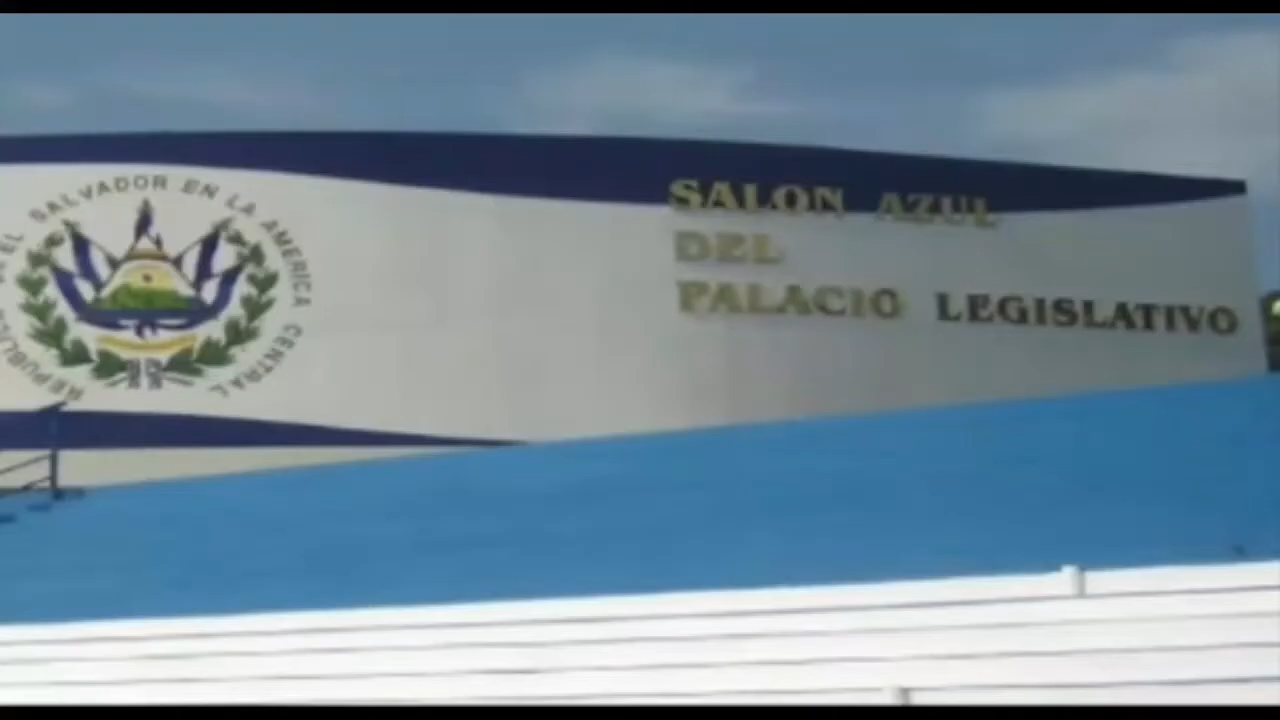 REPUBLICA DE EL SALVADOR EN LA AMERICA CENTRAL
SALON AZUL
DEL
PALACIO LEGISLATIVO